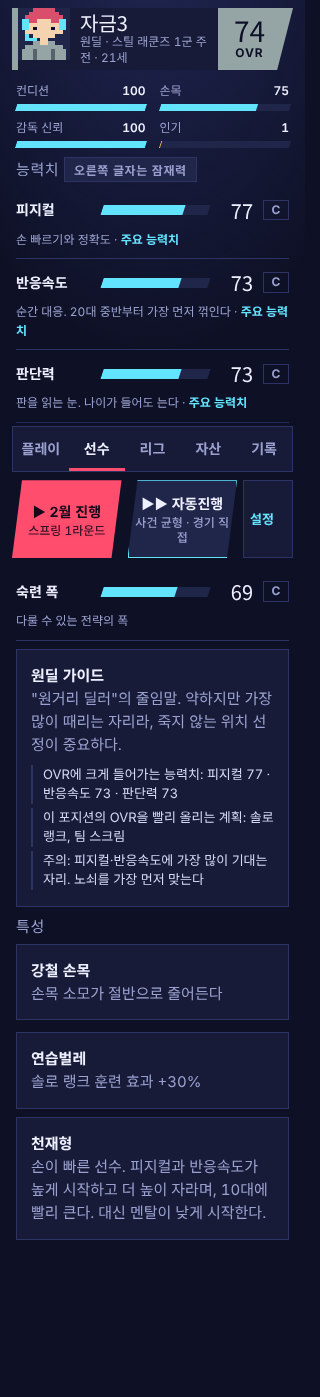 자금3
원딜 · 스틸 래쿤즈 1군 주
전 · 21세
74
OVR
컨디션 100 손목 75
감독 신뢰 100 인기 1
능력치 오른쪽 글자는 잠재력
피지컬 77 C
손 빠르기와 정확도 · 주요 능력치
반응속도 73 C
순간 대응. 20대 중반부터 가장 먼저 꺾인다 · 주요 능력
치
판단력 73 C
판을 읽는 눈. 나이가 들어도 는다 · 주요 능력치
플레이 선수 리그 자산 기록
▶ 2월 진행
스프링 1라운드
▶▶ 자동진행
사건 균형 · 경기 직
접
설정
숙련 폭 69 C
다룰 수 있는 전략의 폭
원딜 가이드
"원거리 딜러"의 줄임말. 약하지만 가장
많이 때리는 자리라, 죽지 않는 위치 선
정이 중요하다.
OVR에 크게 들어가는 능력치: 피지컬 77 ·
반응속도 73 · 판단력 73
이 포지션의 OVR을 빨리 올리는 계획: 솔로
랭크, 팀 스크림
주의: 피지컬·반응속도에 가장 많이 기대는
자리. 노쇠를 가장 먼저 맞는다
특성
강철 손목
손목 소모가 절반으로 줄어든다
연습벌레
솔로 랭크 훈련 효과 +30%
천재형
손이 빠른 선수. 피지컬과 반응속도가
높게 시작하고 더 높이 자라며, 10대에
빨리 큰다. 대신 멘탈이 낮게 시작한다.